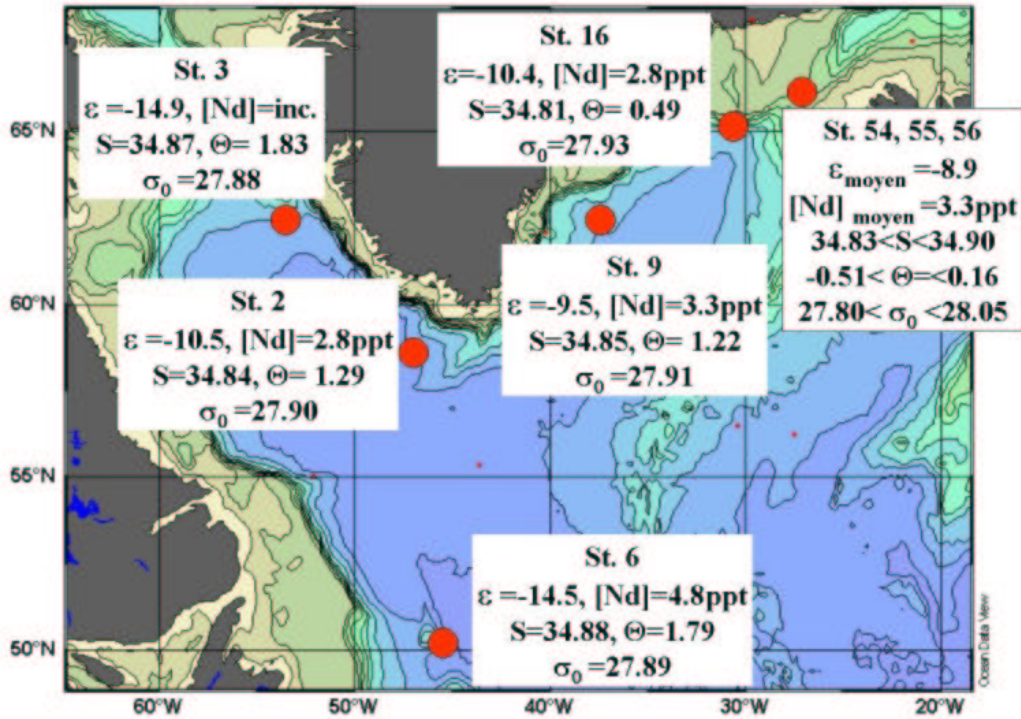 St. 3
ε =-14.9, [Nd]=inc.
S=34.87, Θ= 1.83
σ₀ =27.88
St. 16
ε=-10.4, [Nd]=2.8ppt
S=34.81, Θ= 0.49
σ₀=27.93
St. 54, 55, 56
εmoyen =-8.9
[Nd] moyen =3.3ppt
34.83<S<34.90
-0.51< Θ=<0.16
27.80< σ₀ <28.05
St. 2
ε =-10.5, [Nd]=2.8ppt
S=34.84, Θ= 1.29
σ₀ =27.90
St. 9
ε =-9.5, [Nd]=3.3ppt
S=34.85, Θ= 1.22
σ₀ =27.91
St. 6
ε =-14.5, [Nd]=4.8ppt
S=34.88, Θ=1.79
σ₀ =27.89
65°N
60°N
55°N
50°N
60°W
50°W
40°W
30°W
20°W
Ocean Data View